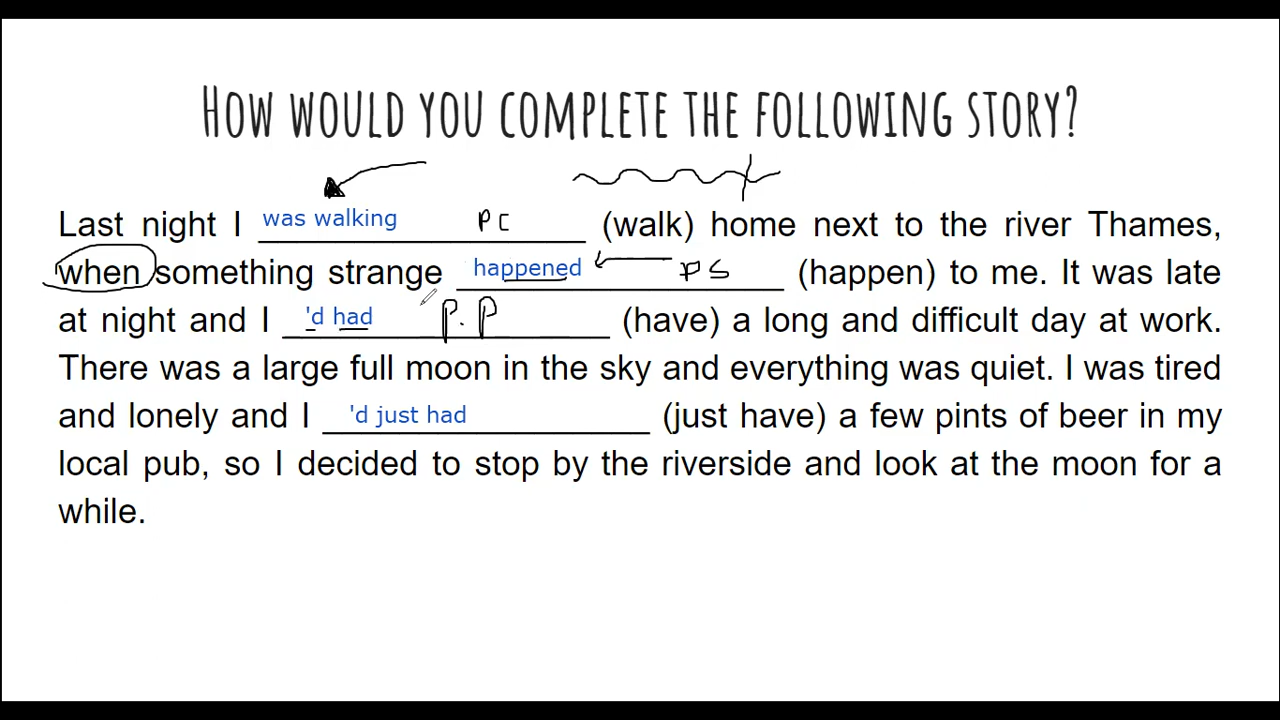 HOW WOULD YOU COMPLETE THE FOLLOWING STORY?
Last night I was walking PC (walk) home next to the river Thames,
when something strange happened PS (happen) to me. It was late
at night and I 'd had P.P (have) a long and difficult day at work.
There was a large full moon in the sky and everything was quiet. I was tired
and lonely and I 'd just had (just have) a few pints of beer in my
local pub, so I decided to stop by the riverside and look at the moon for a
while.